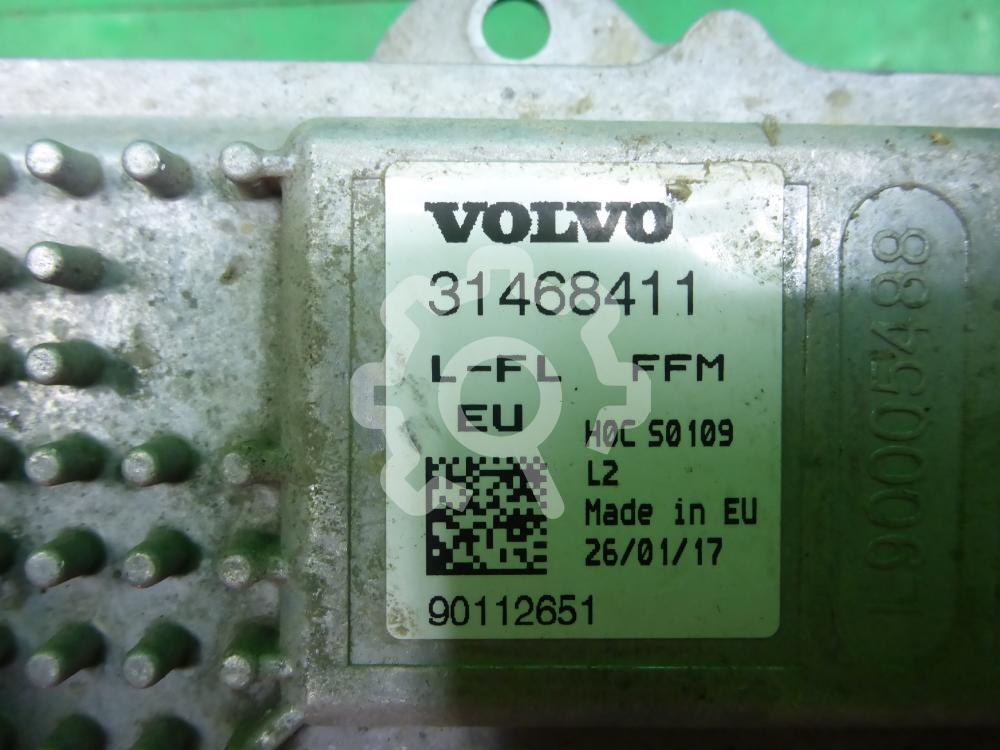 VOLVO
31468411
L-FL FFM
EU
H0C S0109
L2
Made in EU
26/01/17
90112651
L90005488